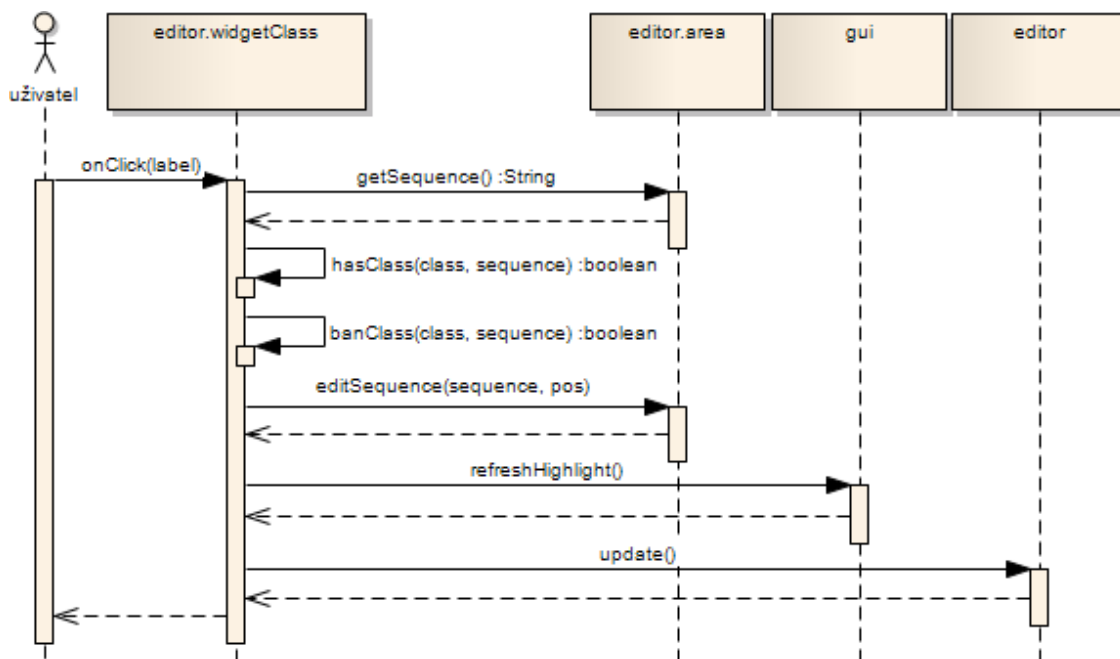 editor.widgetClass
editor.area
gui
editor
uživatel
onClick(label)
getSequence() :String
hasClass(class, sequence) :boolean
banClass(class, sequence) :boolean
editSequence(sequence, pos)
refreshHighlight()
update()